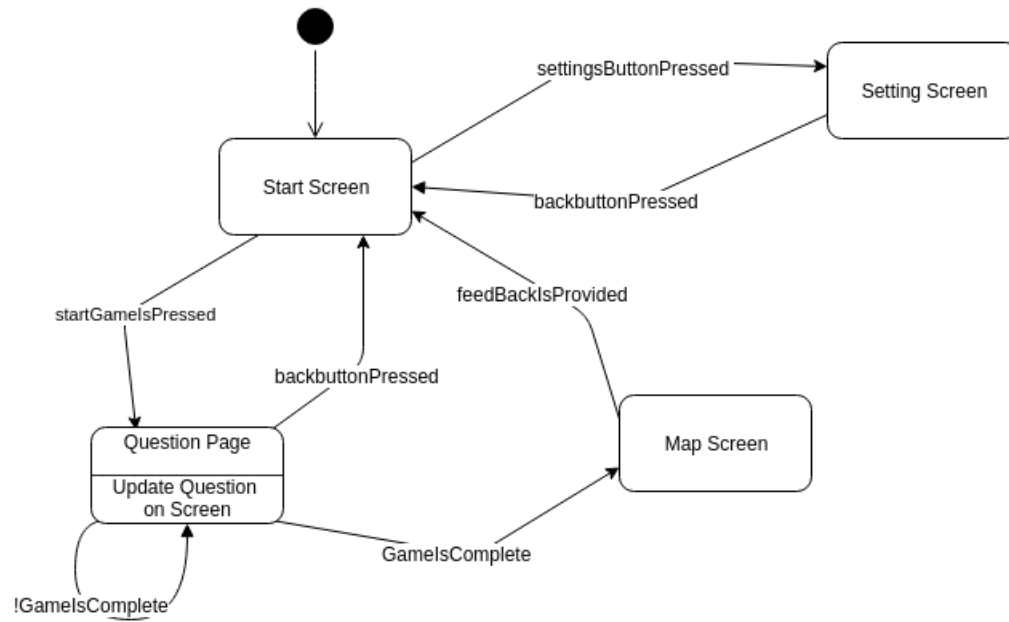 settingsButtonPressed
Setting Screen
Start Screen
backbuttonPressed
feedBackIsProvided
startGameIsPressed
backbuttonPressed
Question Page
Map Screen
Update Question
on Screen
GameIsComplete
!GameIsComplete